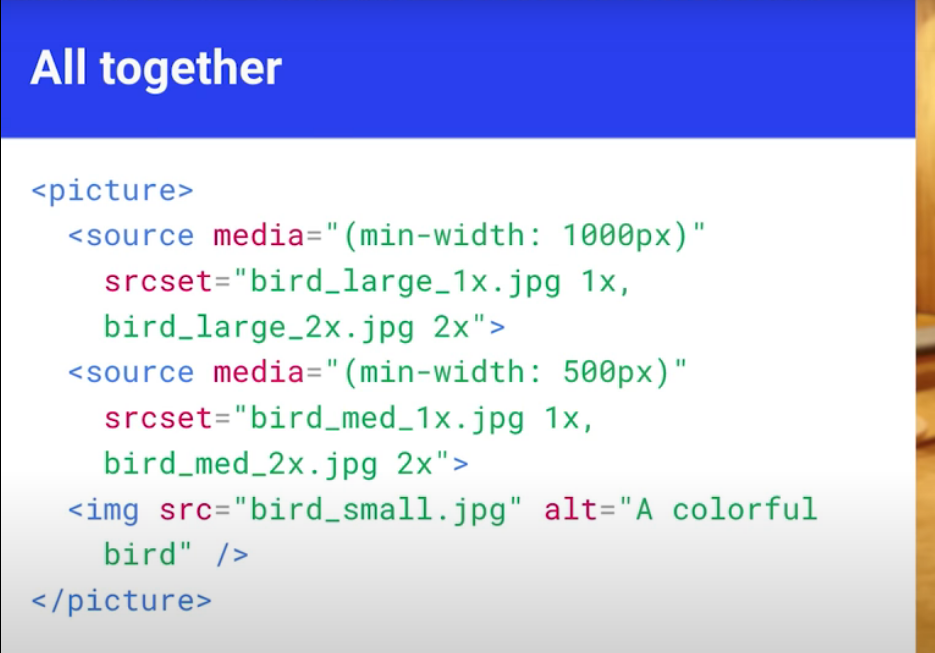 All together
<picture>
<source media="(min-width: 1000px)"
srcset="bird_large_1x.jpg 1x,
bird_large_2x.jpg 2x">
<source media="(min-width: 500px)"
srcset="bird_med_1x.jpg 1x,
bird_med_2x.jpg 2x">
<img src="bird_small.jpg" alt="A colorful
bird" />
</picture>